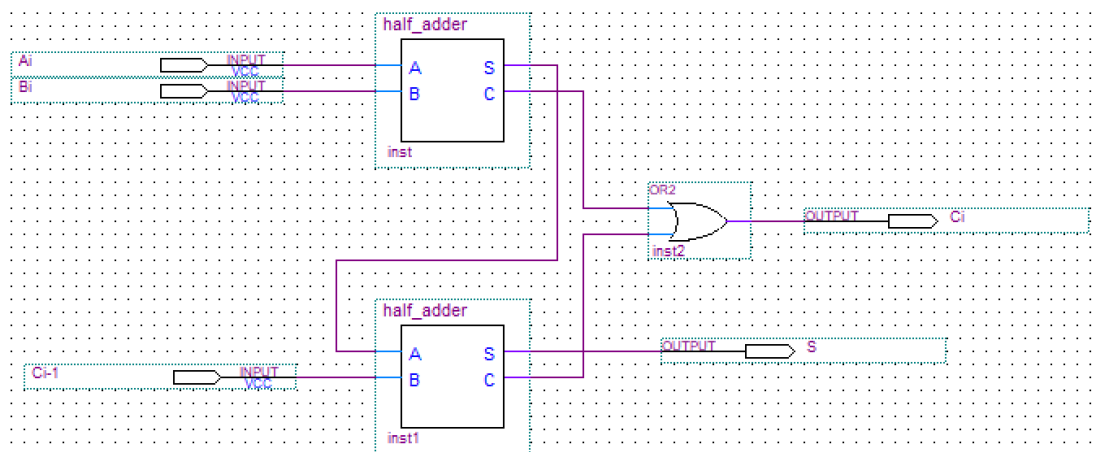 half_adder
Ai INPUT
VCC
A S
Bi INPUT
VCC
B C
inst
OR2
OUTPUT Ci
inst2
half_adder
OUTPUT S
A S
Ci-1 INPUT
VCC
B C
inst1